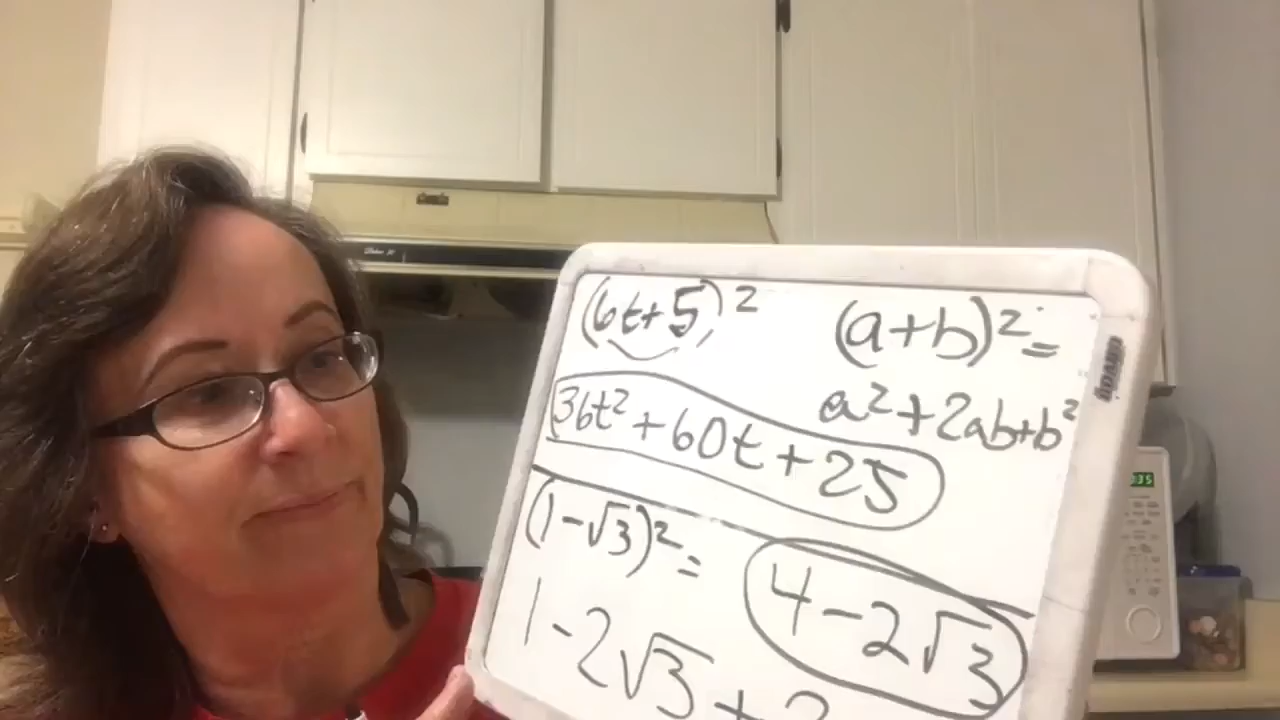 (6t+5)²
(a+b)²=
a²+2ab+b²
36t²+60t+25
(1-√3)²=
4-2√3
1-2√3+